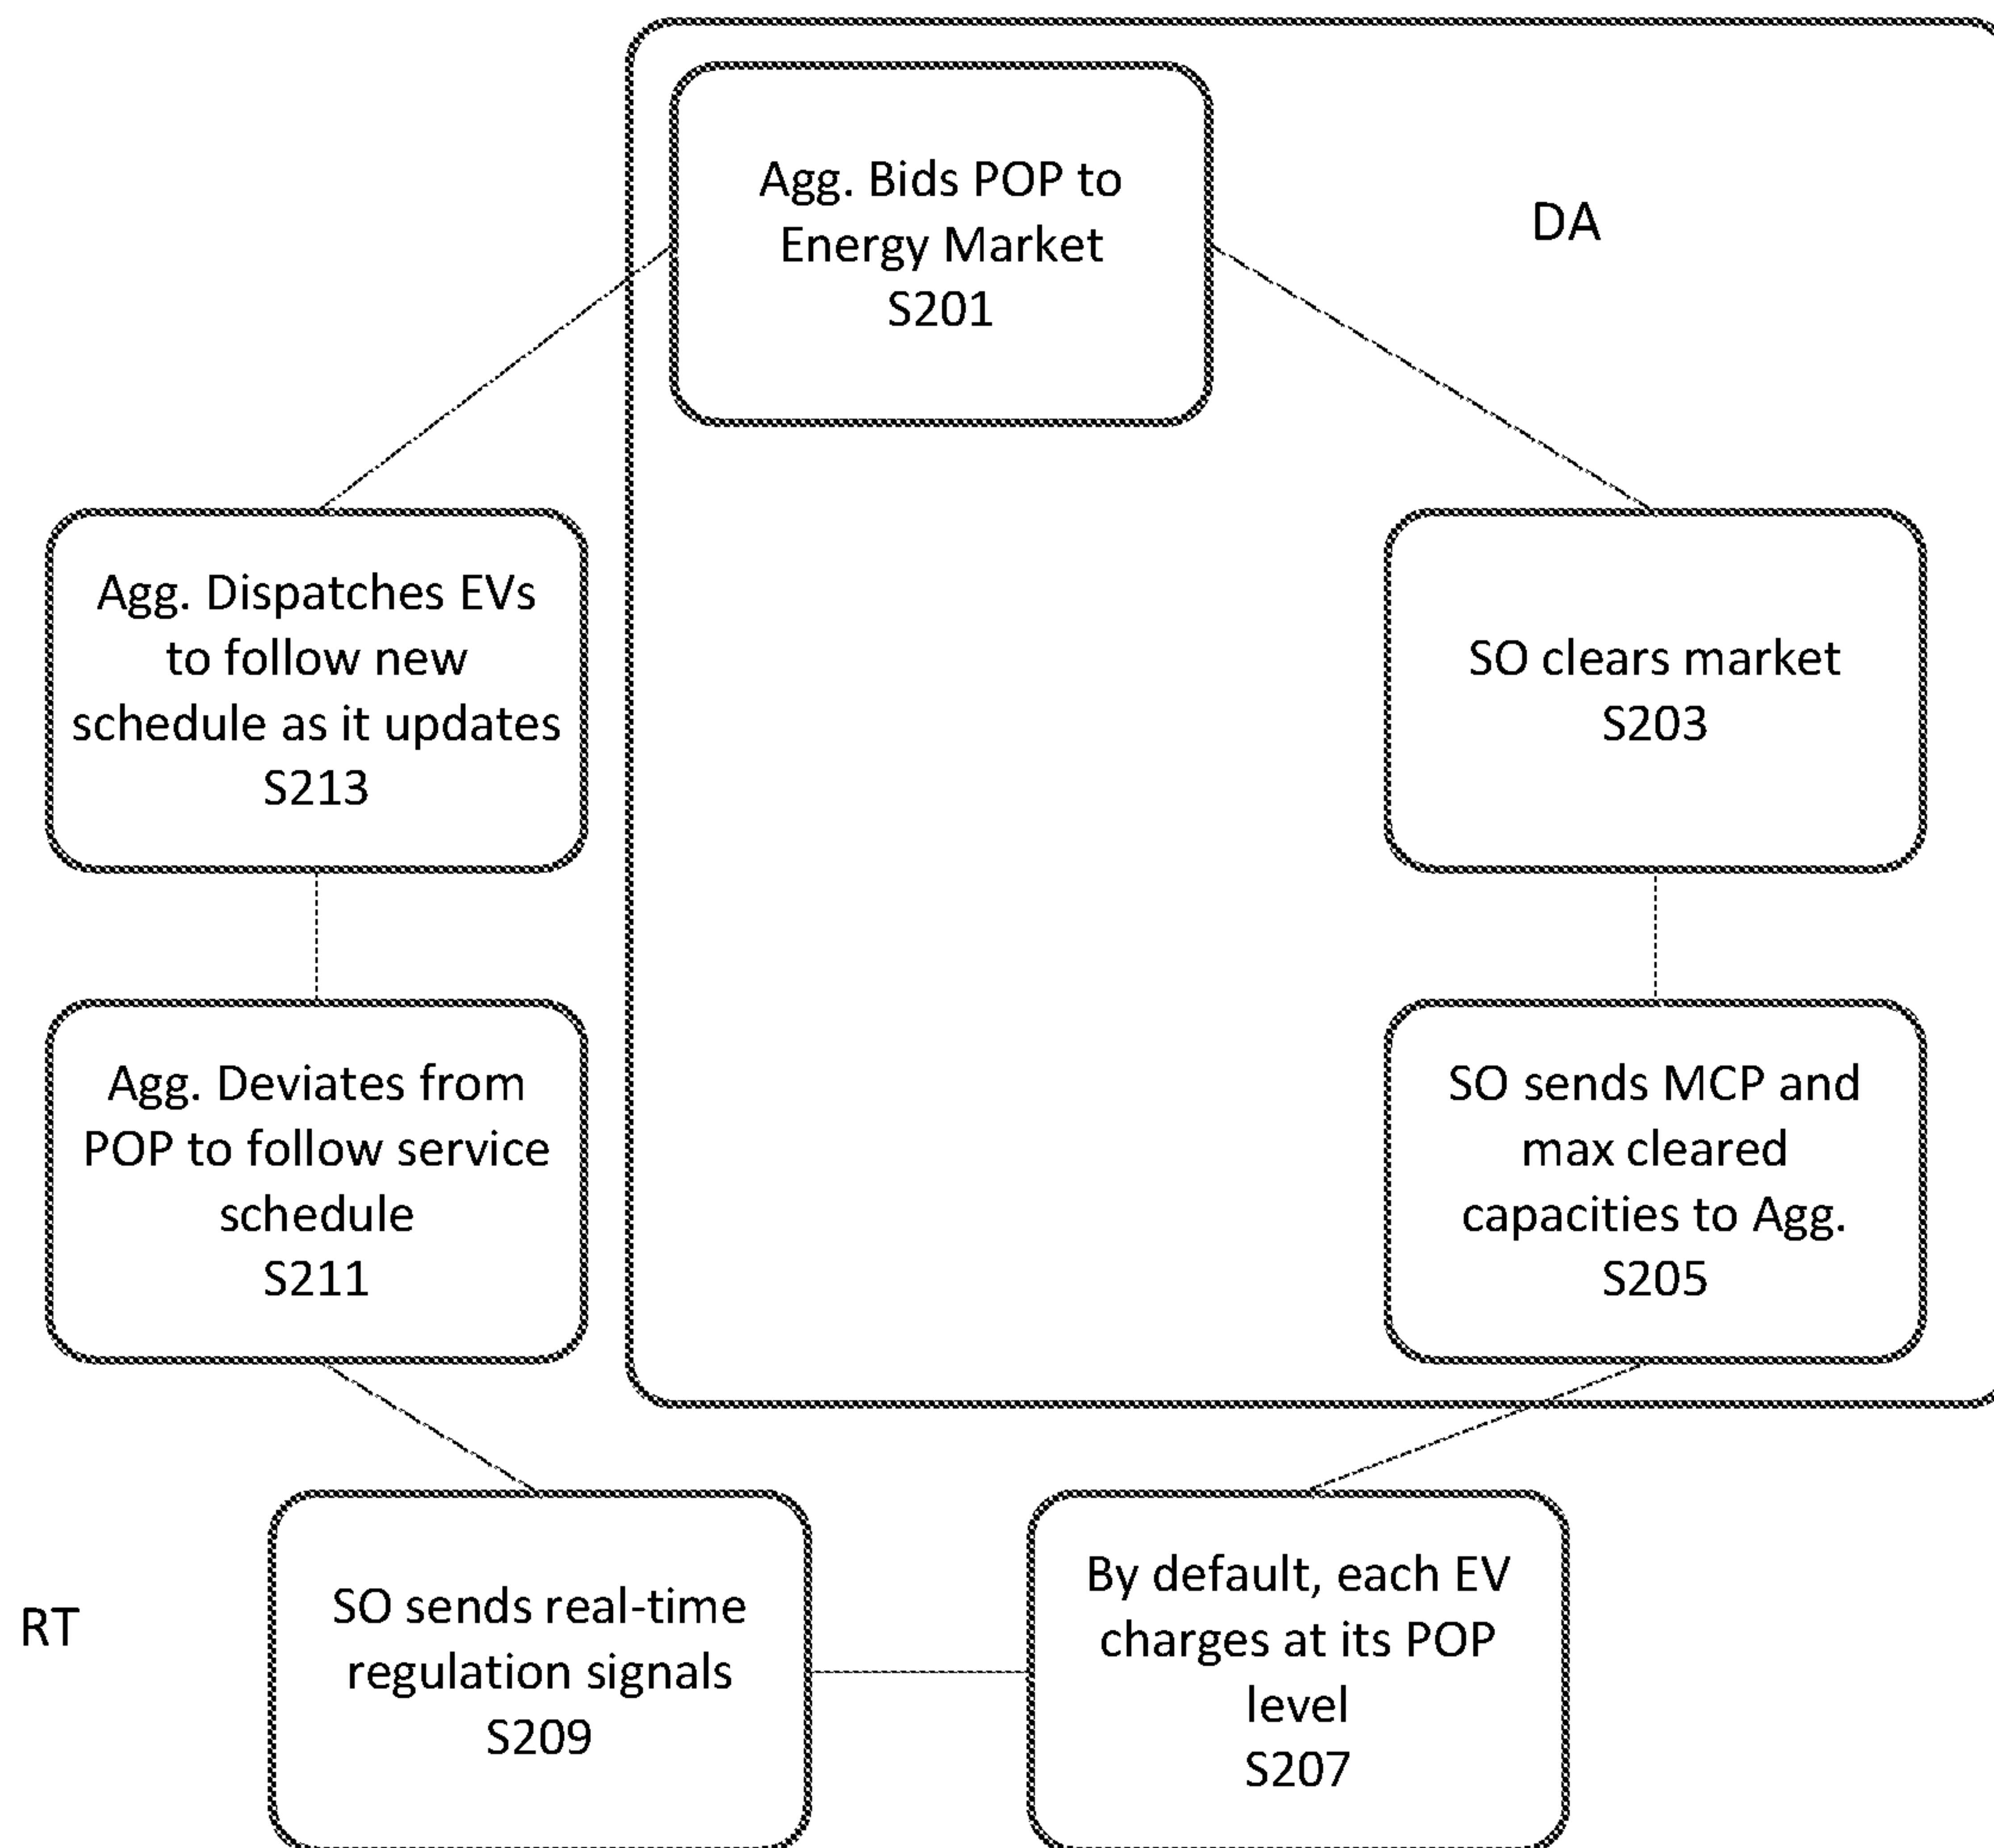 Agg. Bids POP to
Energy Market
S201
DA
SO clears market
S203
SO sends MCP and
max cleared
capacities to Agg.
S205
By default, each EV
charges at its POP
level
S207
SO sends real-time
regulation signals
S209
RT
Agg. Deviates from
POP to follow service
schedule
S211
Agg. Dispatches EVs
to follow new
schedule as it updates
S213